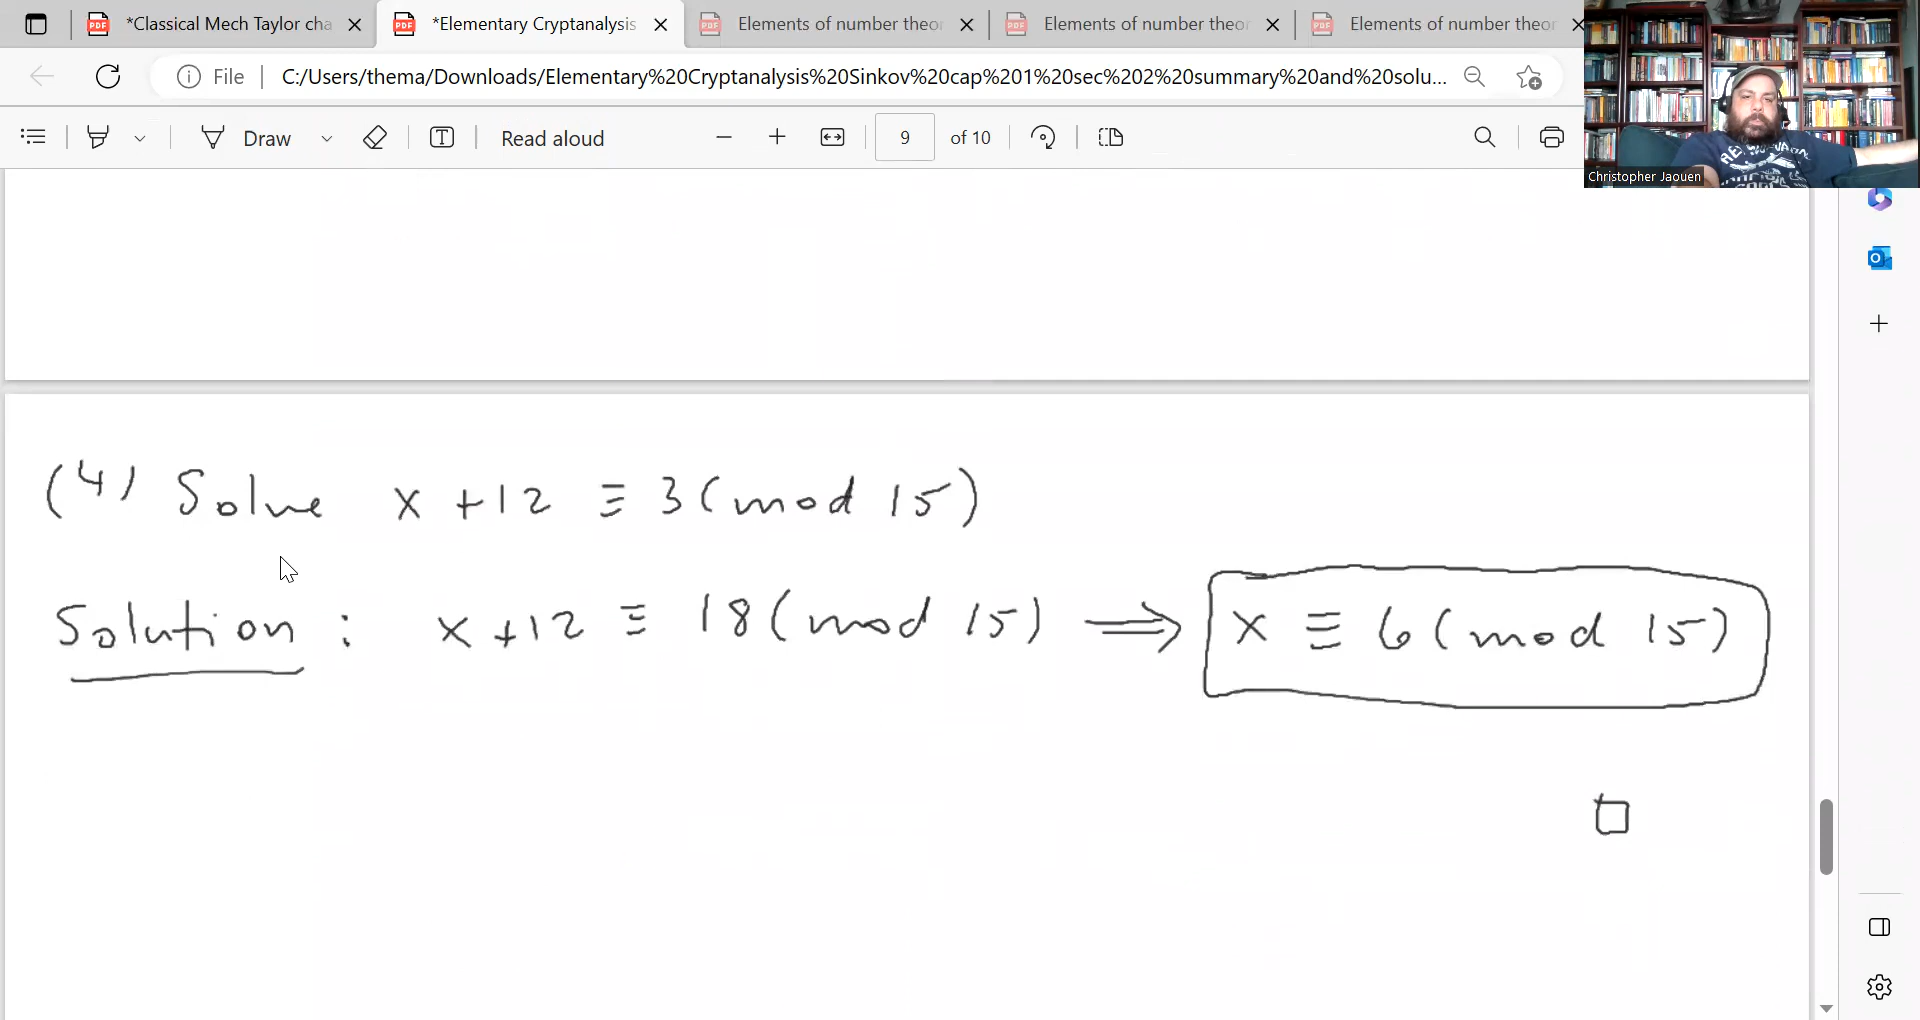 *Classical Mech Taylor cha
*Elementary Cryptanalysis
Elements of number theor
Elements of number theor
Elements of number theor
File
C:/Users/thema/Downloads/Elementary%20Cryptanalysis%20Sinkov%20cap%201%20sec%202%20summary%20and%20solu...
Draw
Read aloud
9
of 10
Christopher Jaouen
(4) Solve x + 12 ≡ 3 (mod 15)
Solution : x + 12 ≡ 18 (mod 15) ⟹ x ≡ 6 (mod 15)